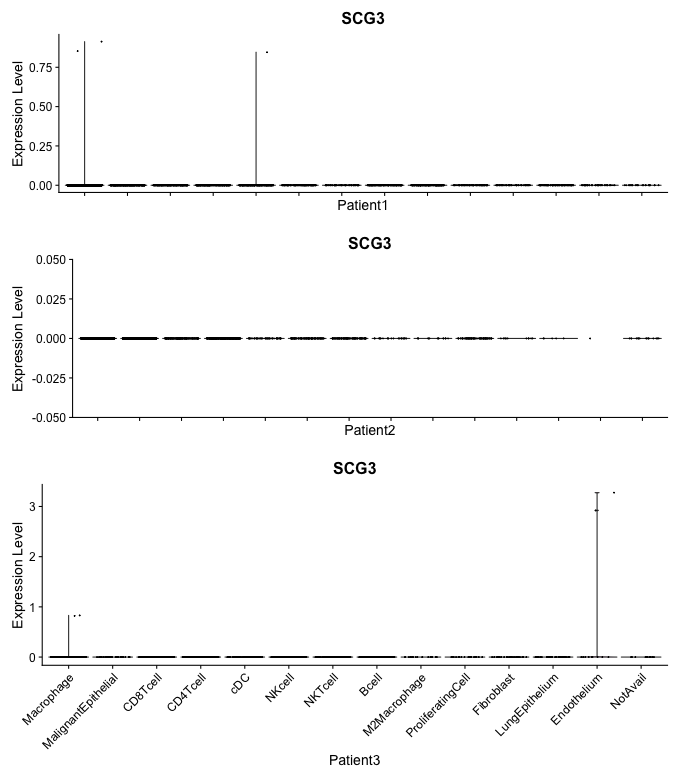 SCG3
Expression Level
0.75
0.50
0.25
0.00
Patient1
SCG3
Expression Level
0.050
0.025
0.000
-0.025
-0.050
Patient2
SCG3
Expression Level
3
2
1
0
Macrophage
MalignantEpithelial
CD8Tcell
CD4Tcell
cDC
NKcell
NKTcell
Bcell
M2Macrophage
ProliferatingCell
Fibroblast
LungEpithelium
Endothelium
NotAvail
Patient3